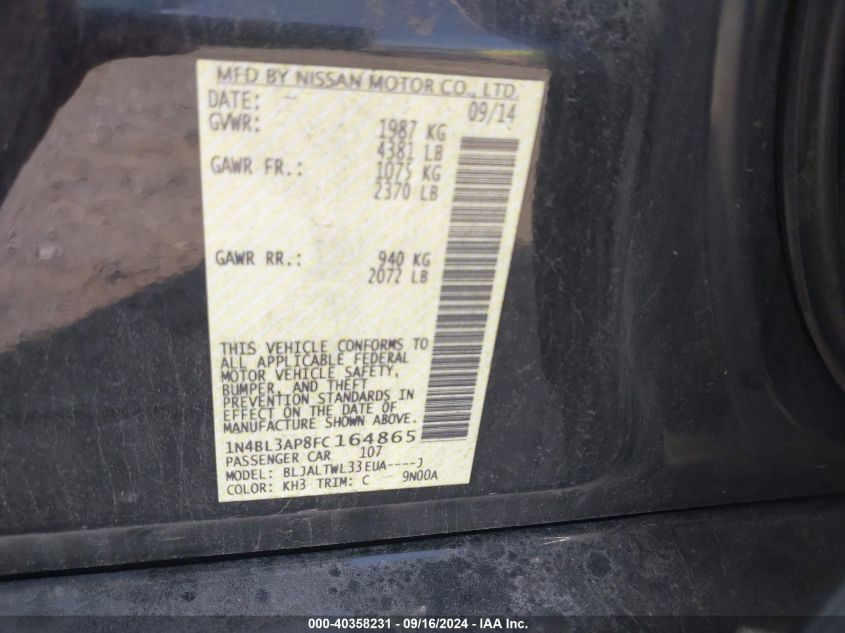 MFD BY NISSAN MOTOR CO., LTD.
DATE: 09/14
GVWR: 1987 KG
4381 LB
GAWR FR.: 1075 KG
2370 LB
GAWR RR.: 940 KG
2072 LB
THIS VEHICLE CONFORMS TO
ALL APPLICABLE FEDERAL
MOTOR VEHICLE SAFETY,
BUMPER, AND THEFT
PREVENTION STANDARDS IN
EFFECT ON THE DATE OF
MANUFACTURE SHOWN ABOVE.
1N4BL3AP8FC164865
PASSENGER CAR 107
MODEL: BLJALTWL33EUA----J
COLOR: KH3 TRIM: C 9N00A
000-40358231 - 09/16/2024 - IAA Inc.